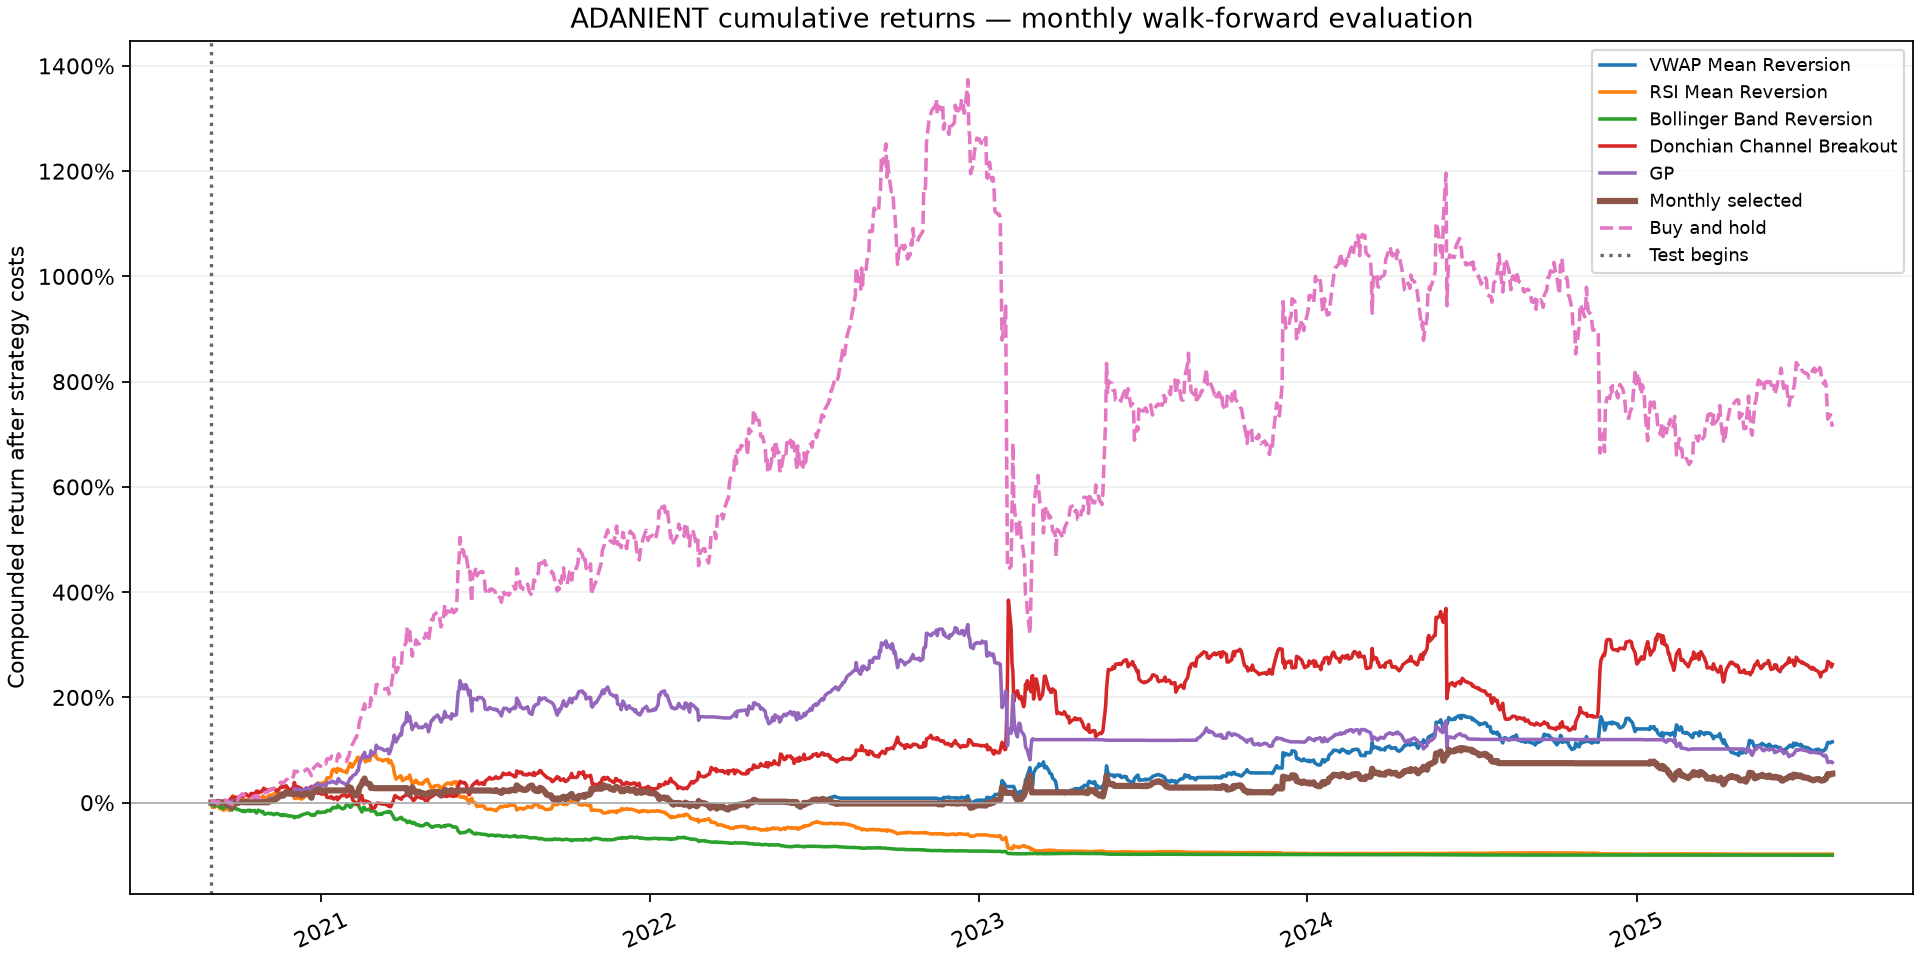 ADANIENT cumulative returns — monthly walk-forward evaluation
Compounded return after strategy costs
1400%
1200%
1000%
800%
600%
400%
200%
0%
2021
2022
2023
2024
2025
VWAP Mean Reversion
RSI Mean Reversion
Bollinger Band Reversion
Donchian Channel Breakout
GP
Monthly selected
Buy and hold
Test begins